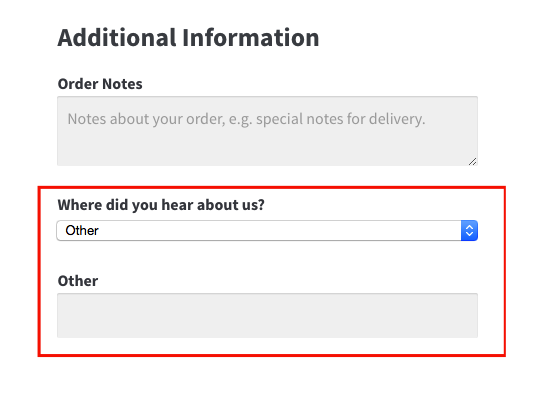 Additional Information
Order Notes
Notes about your order, e.g. special notes for delivery.
Where did you hear about us?
Other
Other